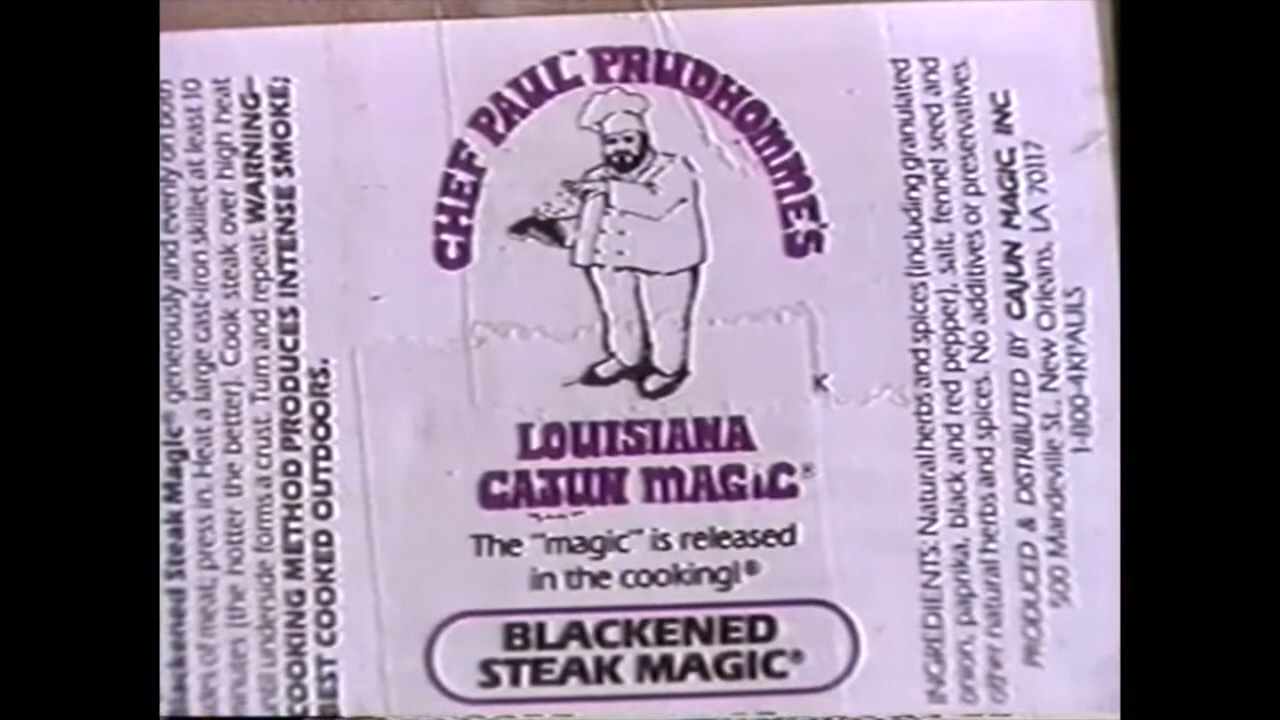 Blackened Steak Magic® generously and evenly on both
sides of meat; press in. Heat a large cast-iron skillet at least 10
minutes (the hotter the better). Cook steak over high heat
until underside forms a crust. Turn and repeat. WARNING–
COOKING METHOD PRODUCES INTENSE SMOKE;
BEST COOKED OUTDOORS.
CHEF PAUL PRUDHOMME'S
K
LOUISIANA
CAJUN MAGIC®
The "magic" is released
in the cooking!®
BLACKENED
STEAK MAGIC®
INGREDIENTS: Natural herbs and spices (including granulated
onion, paprika, black and red pepper), salt, fennel seed and
other natural herbs and spices. No additives or preservatives.
PRODUCED & DISTRIBUTED BY CAJUN MAGIC, INC.
500 Mandeville St., New Orleans, LA 70117
1-800-4KPAULS